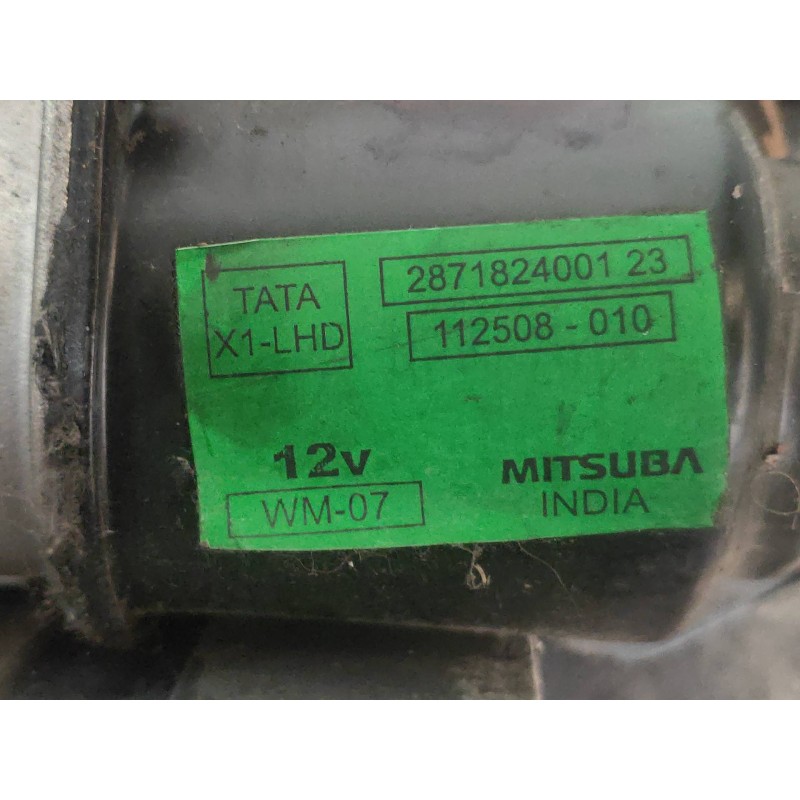 TATA
X1-LHD
2871824001 23
112508 - 010
12v
WM-07
MITSUBA
INDIA